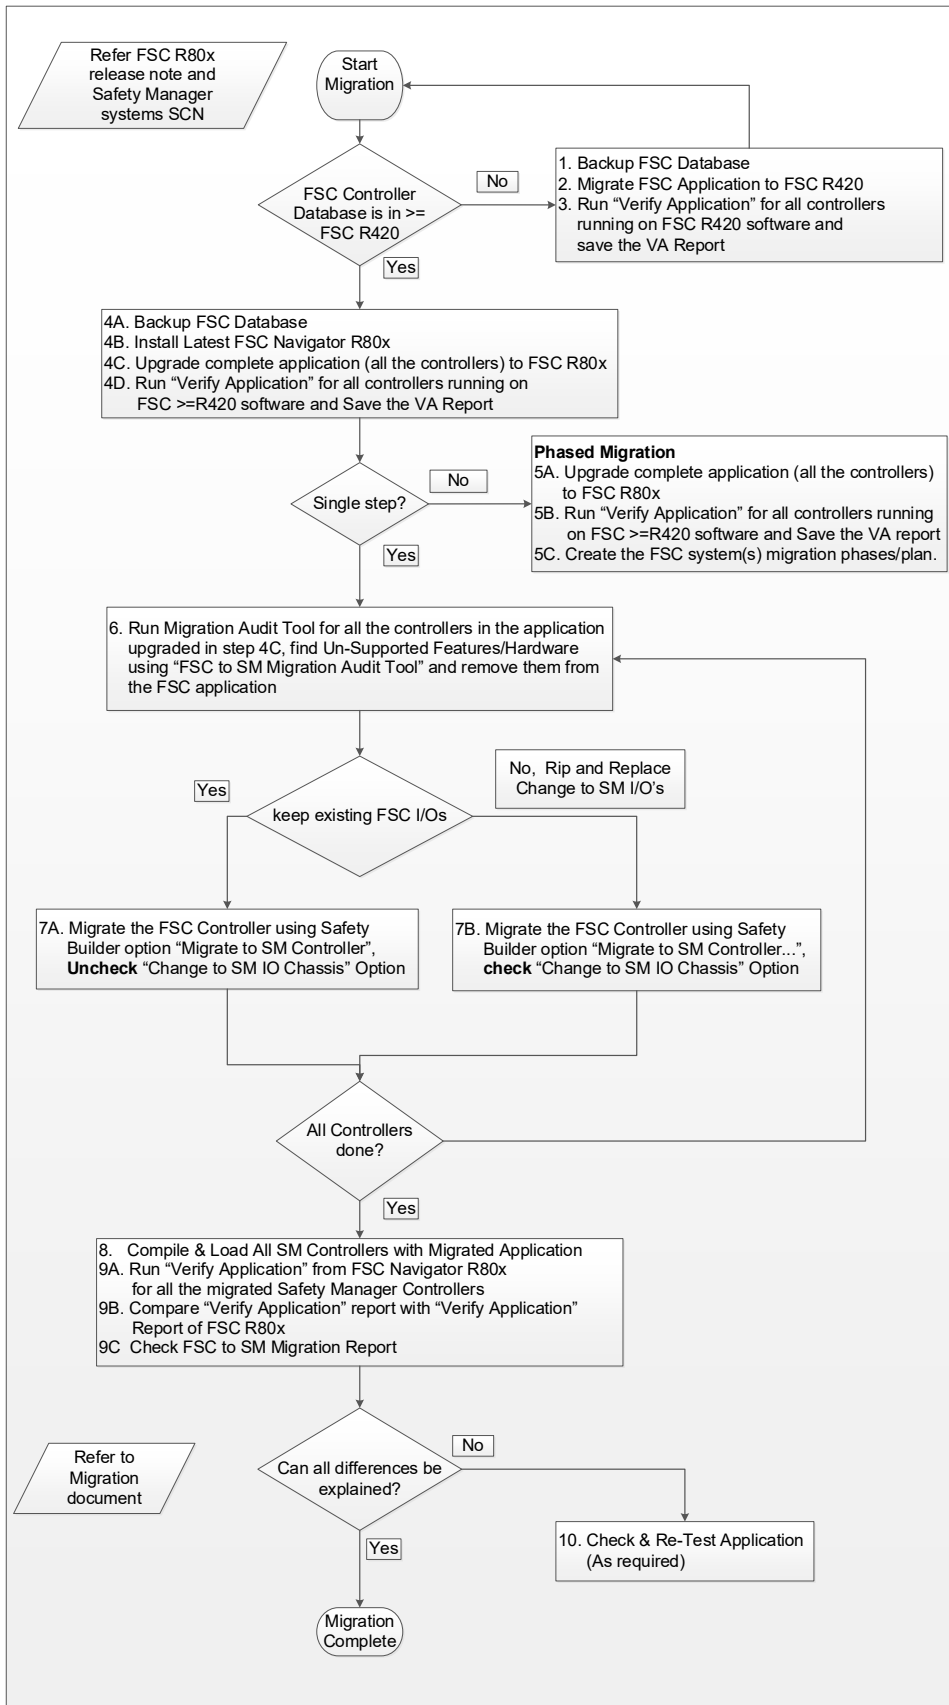 Refer FSC R80x
release note and
Safety Manager
systems SCN
Start
Migration
FSC Controller
Database is in >=
FSC R420
No
1. Backup FSC Database
2. Migrate FSC Application to FSC R420
3. Run “Verify Application” for all controllers
running on FSC R420 software and
save the VA Report
Yes
4A. Backup FSC Database
4B. Install Latest FSC Navigator R80x
4C. Upgrade complete application (all the controllers) to FSC R80x
4D. Run “Verify Application” for all controllers running on
FSC >=R420 software and Save the VA Report
Single step?
No
Phased Migration
5A. Upgrade complete application (all the controllers)
to FSC R80x
5B. Run “Verify Application” for all controllers running
on FSC >=R420 software and Save the VA report
5C. Create the FSC system(s) migration phases/plan.
Yes
6. Run Migration Audit Tool for all the controllers in the application
upgraded in step 4C, find Un-Supported Features/Hardware
using “FSC to SM Migration Audit Tool” and remove them from
the FSC application
Yes
keep existing FSC I/Os
No, Rip and Replace
Change to SM I/O’s
7A. Migrate the FSC Controller using Safety
Builder option “Migrate to SM Controller”,
Uncheck “Change to SM IO Chassis” Option
7B. Migrate the FSC Controller using Safety
Builder option “Migrate to SM Controller...”,
check “Change to SM IO Chassis” Option
All Controllers
done?
Yes
8. Compile & Load All SM Controllers with Migrated Application
9A. Run “Verify Application” from FSC Navigator R80x
for all the migrated Safety Manager Controllers
9B. Compare “Verify Application” report with “Verify Application”
Report of FSC R80x
9C Check FSC to SM Migration Report
Refer to
Migration
document
Can all differences be
explained?
No
10. Check & Re-Test Application
(As required)
Yes
Migration
Complete